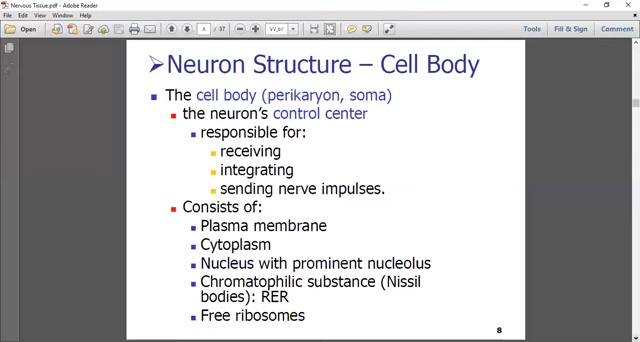 Nervous Tissue.pdf - Adobe Reader
File Edit View Window Help
Open / 37 Tools Fill & Sign Comment
Neuron Structure – Cell Body
The cell body (perikaryon, soma)
the neuron's control center
responsible for:
receiving
integrating
sending nerve impulses.
Consists of:
Plasma membrane
Cytoplasm
Nucleus with prominent nucleolus
Chromatophilic substance (Nissil
bodies): RER
Free ribosomes
8